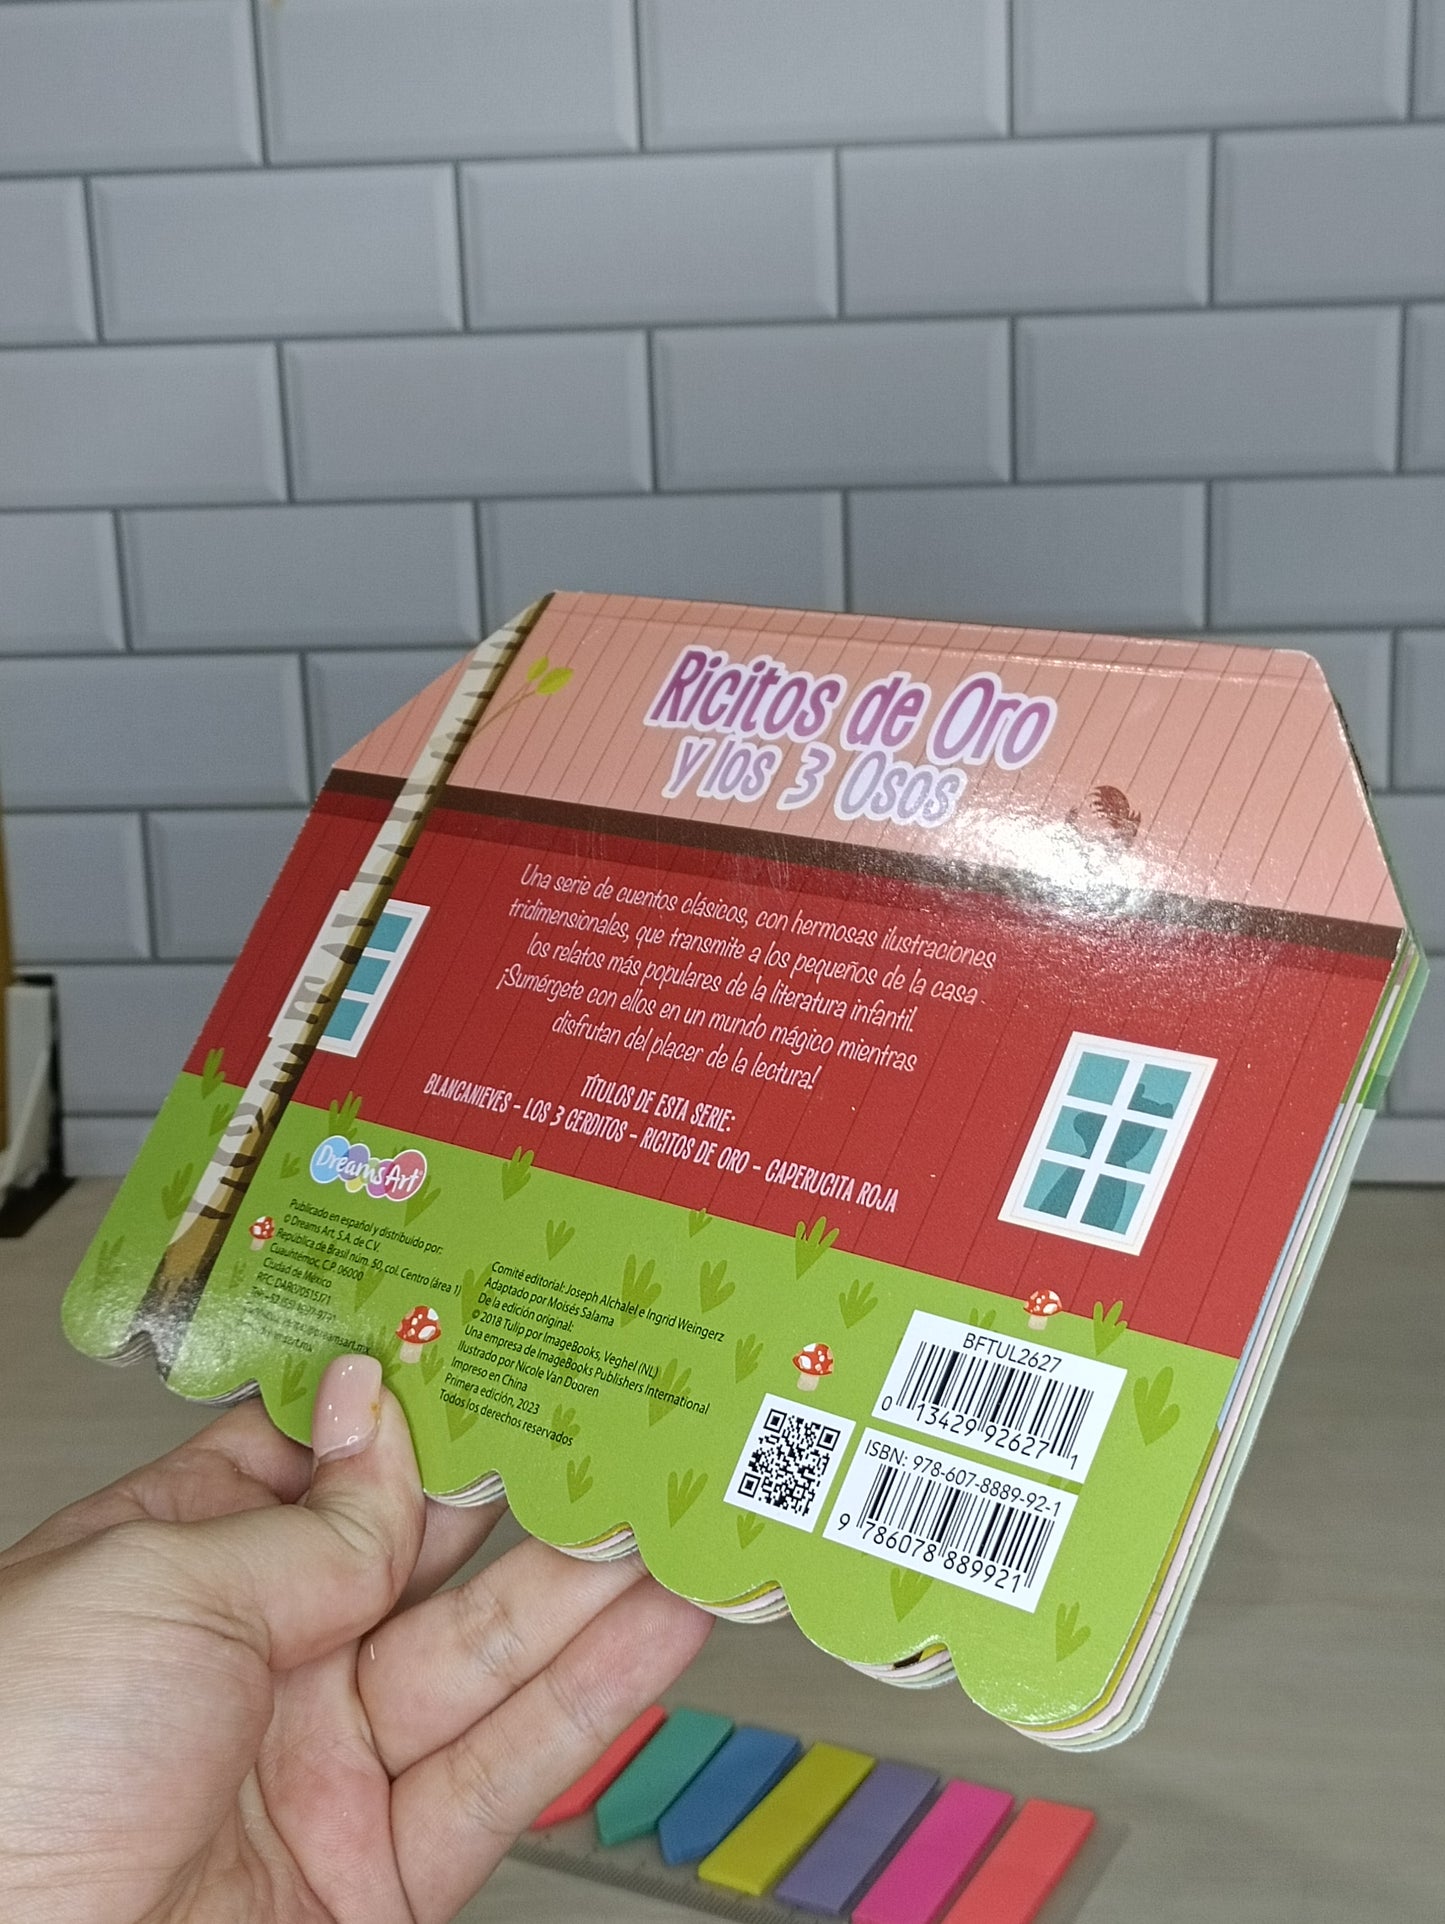 Ricitos de Oro
y los 3 Osos
Una serie de cuentos clásicos, con hermosas ilustraciones
tridimensionales, que transmite a los pequeños de la casa
los relatos más populares de la literatura infantil.
¡Sumérgete con ellos en un mundo mágico mientras
disfrutan del placer de la lectura!
TÍTULOS DE ESTA SERIE:
BLANCANIEVES - LOS 3 CERDITOS - RICITOS DE ORO - CAPERUCITA ROJA
Dreams Art
Publicado en español y distribuido por:
© Dreams Art, S.A. de C.V.
República de Brasil núm. 50, col. Centro (área 1)
Cuauhtémoc, C.P. 06000
Ciudad de México
RFC: DAR070515J71
Comité editorial: Joseph Alchalel e Ingrid Weingerz
Adaptado por Moisés Salama
De la edición original:
© 2018 Tulip por ImageBooks, Veghel (NL)
Una empresa de ImageBooks Publishers International
Ilustrado por Nicole Van Dooren
Impreso en China
Primera edición, 2023
Todos los derechos reservados
BFTUL2627
0 13429 92627 1
ISBN: 978-607-8889-92-1
9 786078 889921